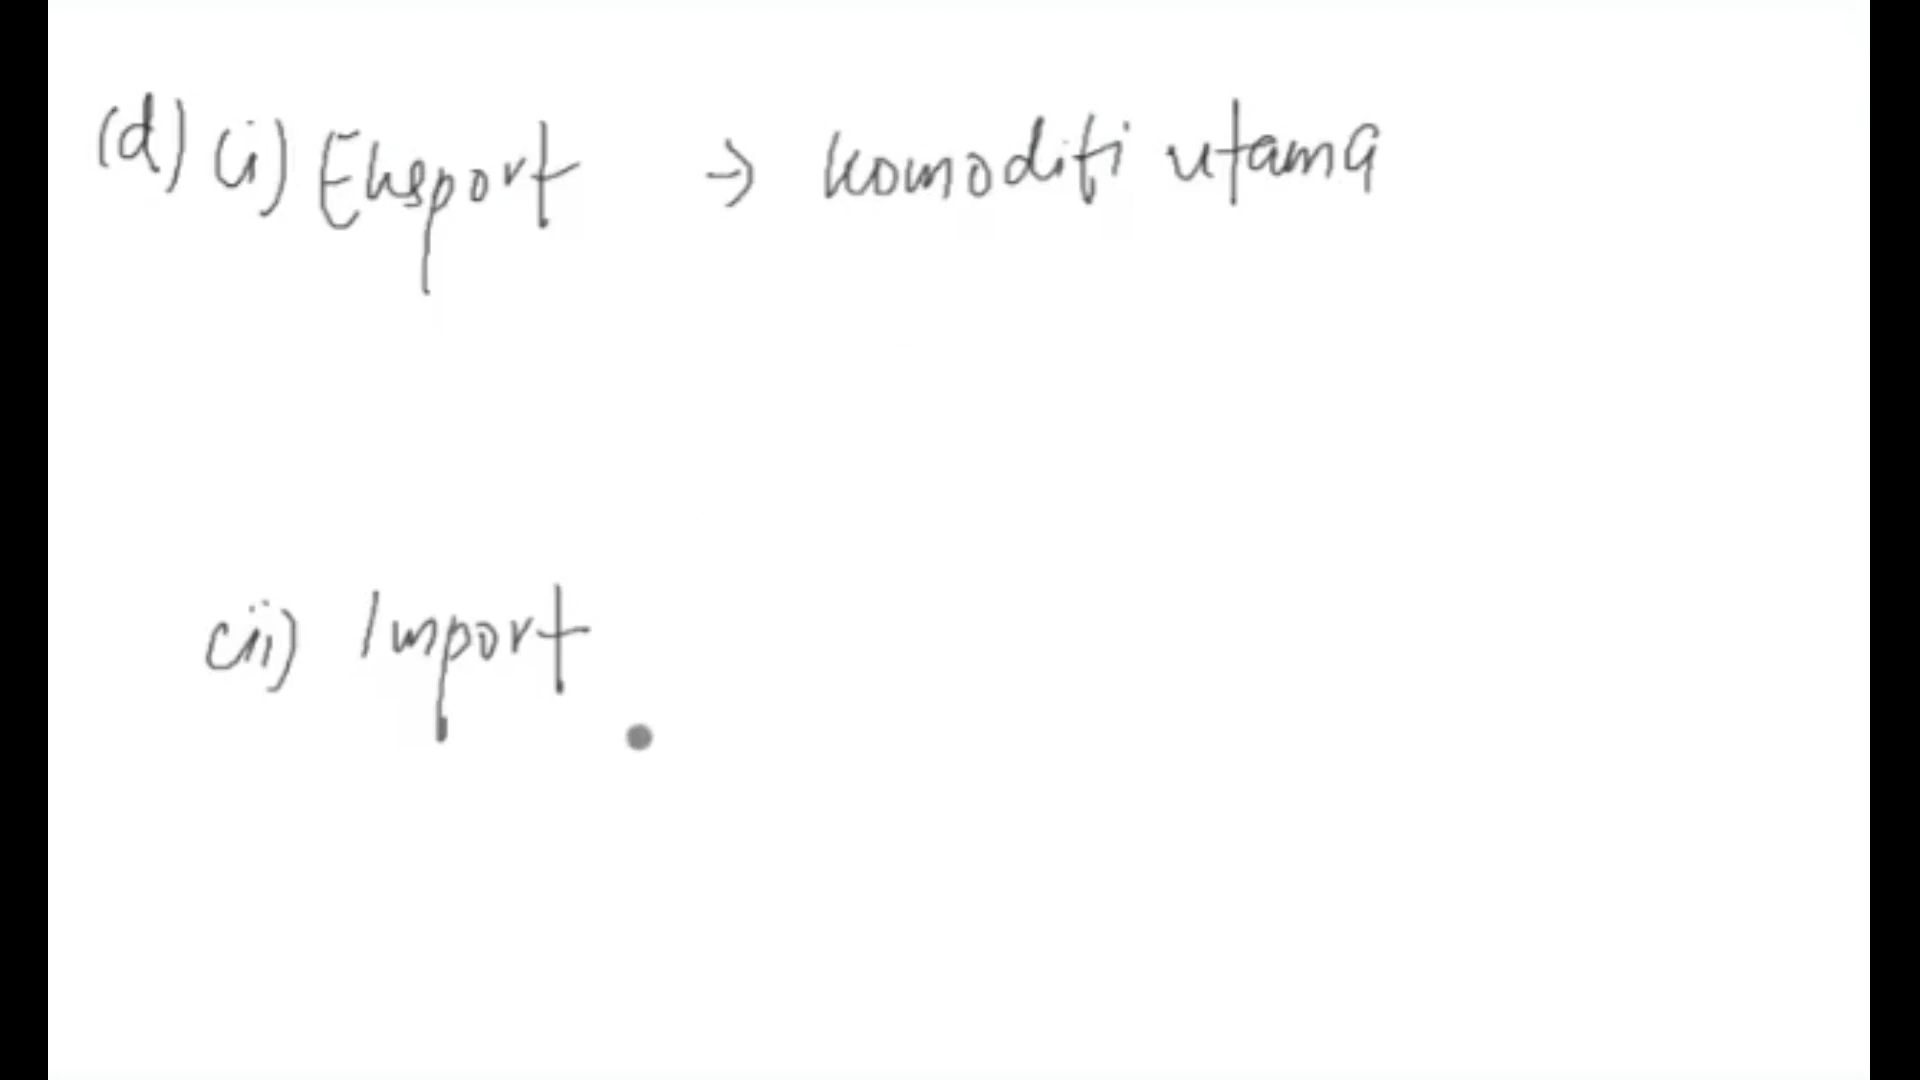 (d) (i) Eksport → komoditi utama
(ii) Import